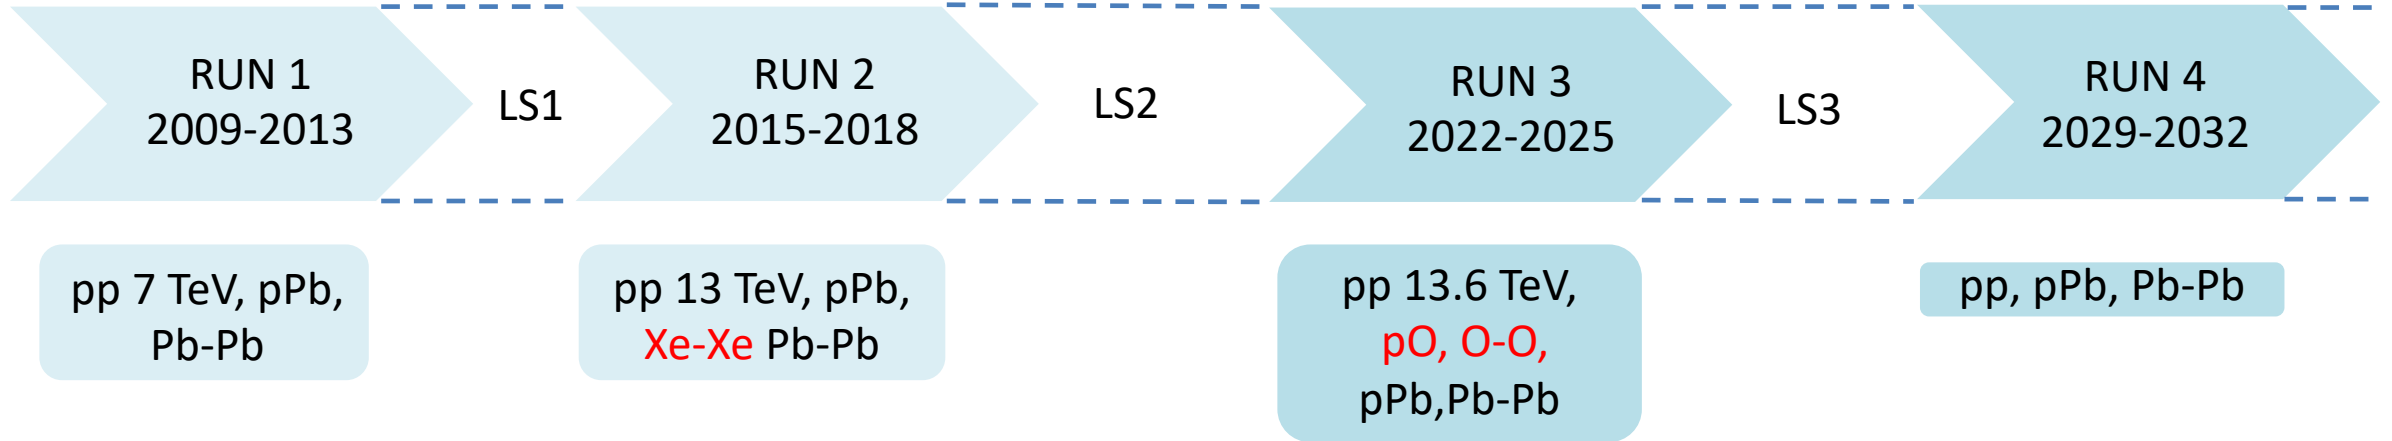 RUN 1
2009-2013
LS1
RUN 2
2015-2018
LS2
RUN 3
2022-2025
LS3
RUN 4
2029-2032
pp 7 TeV, pPb,
Pb-Pb
pp 13 TeV, pPb,
Xe-Xe Pb-Pb
pp 13.6 TeV,
pO, O-O,
pPb,Pb-Pb
pp, pPb, Pb-Pb